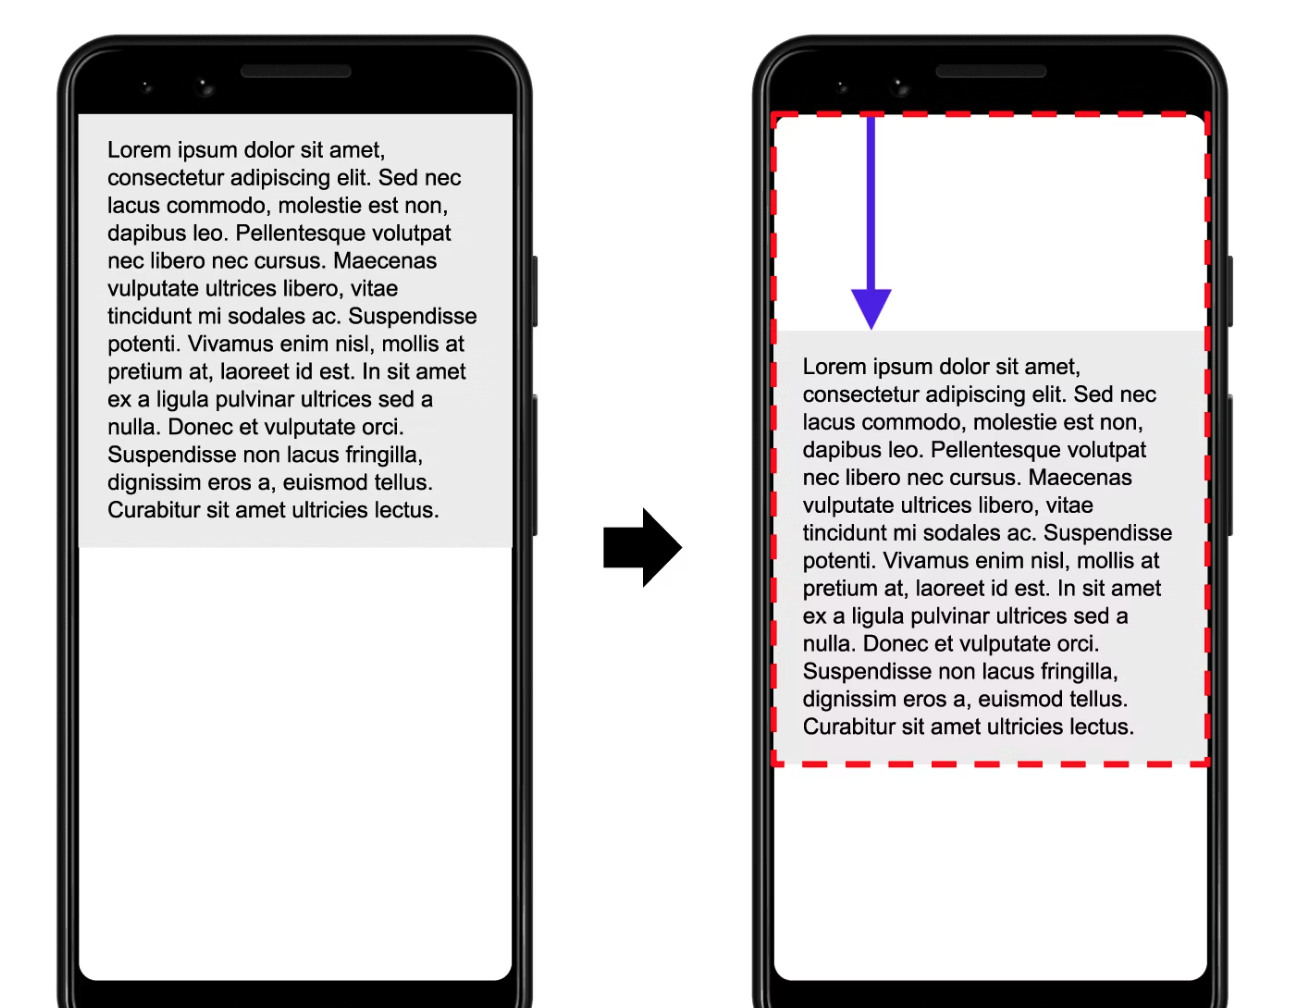 Lorem ipsum dolor sit amet,
consectetur adipiscing elit. Sed nec
lacus commodo, molestie est non,
dapibus leo. Pellentesque volutpat
nec libero nec cursus. Maecenas
vulputate ultrices libero, vitae
tincidunt mi sodales ac. Suspendisse
potenti. Vivamus enim nisl, mollis at
pretium at, laoreet id est. In sit amet
ex a ligula pulvinar ultrices sed a
nulla. Donec et vulputate orci.
Suspendisse non lacus fringilla,
dignissim eros a, euismod tellus.
Curabitur sit amet ultricies lectus.
Lorem ipsum dolor sit amet,
consectetur adipiscing elit. Sed nec
lacus commodo, molestie est non,
dapibus leo. Pellentesque volutpat
nec libero nec cursus. Maecenas
vulputate ultrices libero, vitae
tincidunt mi sodales ac. Suspendisse
potenti. Vivamus enim nisl, mollis at
pretium at, laoreet id est. In sit amet
ex a ligula pulvinar ultrices sed a
nulla. Donec et vulputate orci.
Suspendisse non lacus fringilla,
dignissim eros a, euismod tellus.
Curabitur sit amet ultricies lectus.